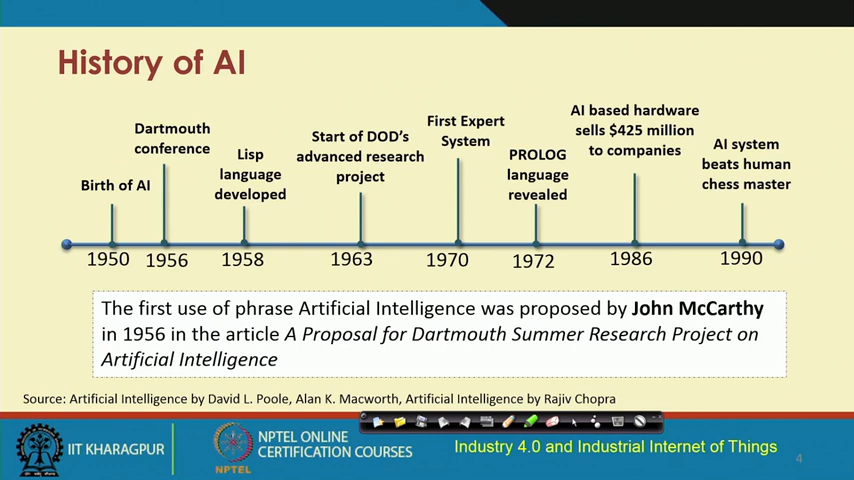 History of AI
Birth of AI
Dartmouth
conference
Lisp
language
developed
Start of DOD's
advanced research
project
First Expert
System
PROLOG
language
revealed
AI based hardware
sells $425 million
to companies
AI system
beats human
chess master
1950 1956 1958 1963 1970 1972 1986 1990
The first use of phrase Artificial Intelligence was proposed by John McCarthy
in 1956 in the article A Proposal for Dartmouth Summer Research Project on
Artificial Intelligence
Source: Artificial Intelligence by David L. Poole, Alan K. Macworth, Artificial Intelligence by Rajiv Chopra
IIT KHARAGPUR
NPTEL
NPTEL ONLINE
CERTIFICATION COURSES
Industry 4.0 and Industrial Internet of Things
4